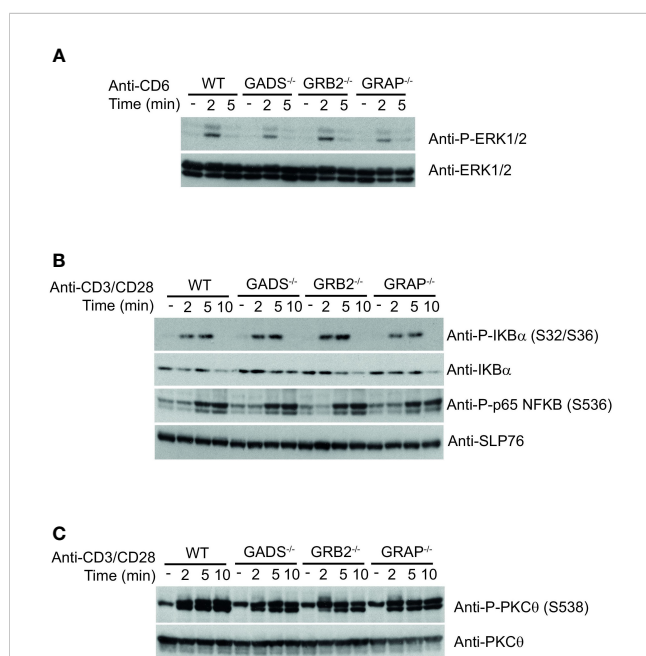 A
Anti-CD6 WT GADS-/- GRB2-/- GRAP-/-
Time (min) - 2 5 - 2 5 - 2 5 - 2 5
Anti-P-ERK1/2
Anti-ERK1/2
B
Anti-CD3/CD28 WT GADS-/- GRB2-/- GRAP-/-
Time (min) - 2 5 10 - 2 5 10 - 2 5 10 - 2 5 10
Anti-P-IKBα (S32/S36)
Anti-IKBα
Anti-P-p65 NFKB (S536)
Anti-SLP76
C
Anti-CD3/CD28 WT GADS-/- GRB2-/- GRAP-/-
Time (min) - 2 5 10 - 2 5 10 - 2 5 10 - 2 5 10
Anti-P-PKCθ (S538)
Anti-PKCθ